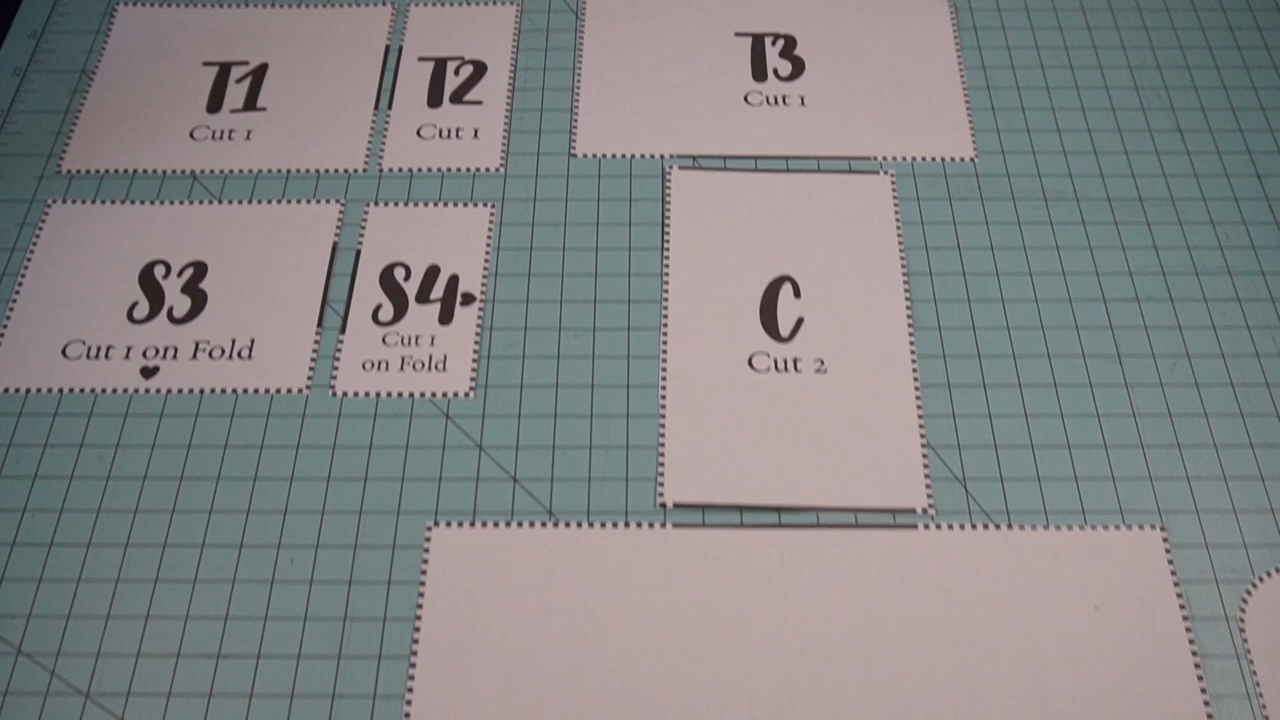 T1
Cut 1
T2
Cut 1
T3
Cut 1
S3
Cut 1 on Fold
S4
Cut 1
on Fold
C
Cut 2